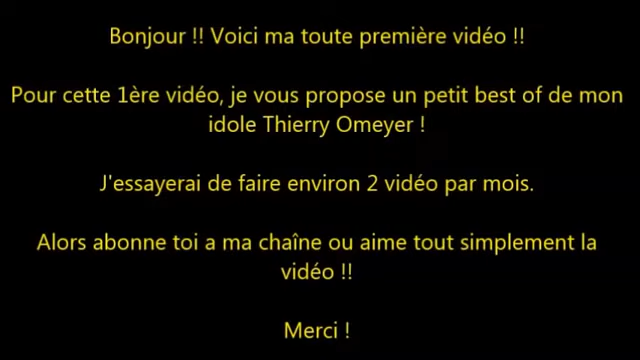 Bonjour !! Voici ma toute première vidéo !!
Pour cette 1ère vidéo, je vous propose un petit best of de mon
idole Thierry Omeyer !
J'essayerai de faire environ 2 vidéo par mois.
Alors abonne toi a ma chaîne ou aime tout simplement la
vidéo !!
Merci !